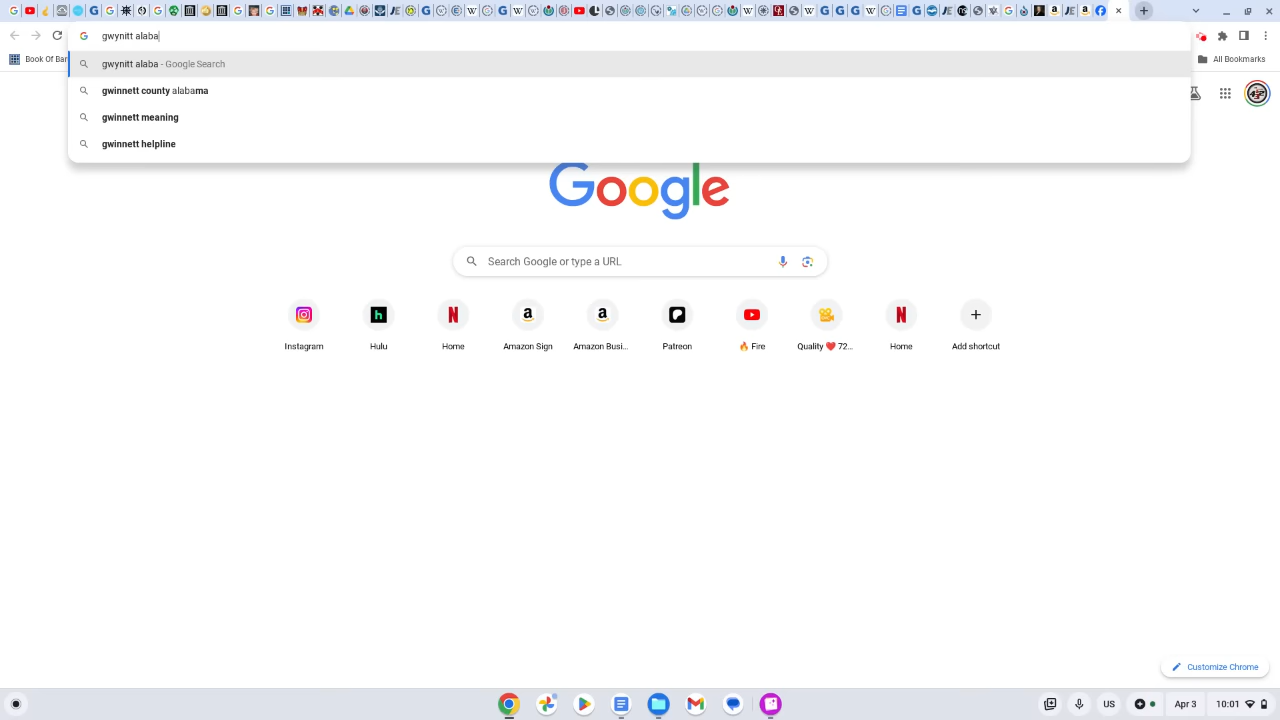 gwynitt alaba
Book Of Bar
All Bookmarks
gwynitt alaba - Google Search
gwinnett county alabama
gwinnett meaning
gwinnett helpline
Google
Search Google or type a URL
Instagram
Hulu
Home
Amazon Sign
Amazon Busi...
Patreon
🔥 Fire
Quality ❤️ 72...
Home
Add shortcut
Customize Chrome
US
Apr 3
10:01